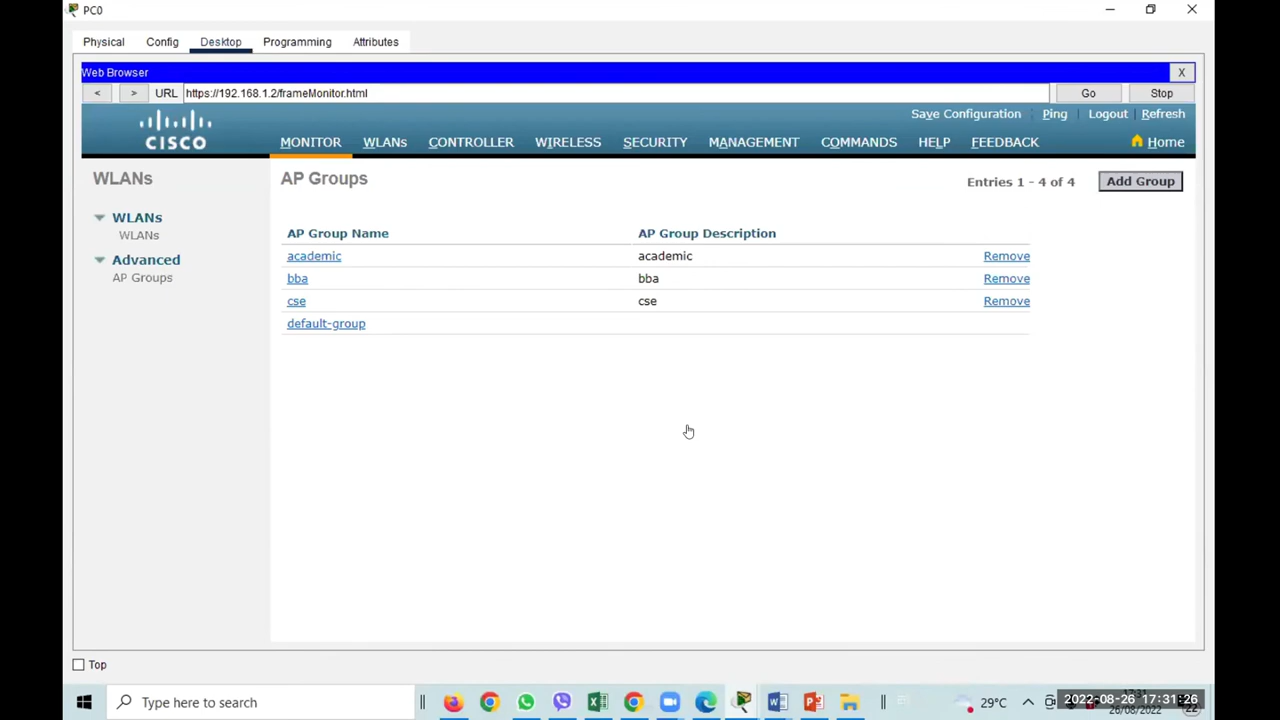 PC0
Physical Config Desktop Programming Attributes
Web Browser X
< > URL https://192.168.1.2/frameMonitor.html Go Stop
Save Configuration Ping Logout Refresh
CISCO MONITOR WLANs CONTROLLER WIRELESS SECURITY MANAGEMENT COMMANDS HELP FEEDBACK Home
WLANs
WLANs
WLANs
Advanced
AP Groups
AP Groups Entries 1 - 4 of 4 Add Group
AP Group Name AP Group Description
academic academic Remove
bba bba Remove
cse cse Remove
default-group
Top
Type here to search 29°C 2022-08-26 17:31:26
26/08/2022 22